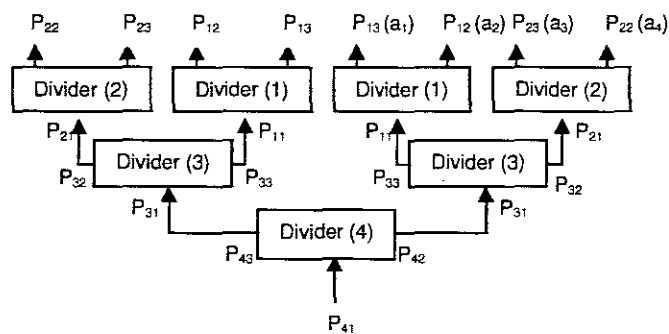 P₂₂ P₂₃ P₁₂ P₁₃ P₁₃ (a₁) P₁₂ (a₂) P₂₃ (a₃) P₂₂ (a₄)
Divider (2) Divider (1) Divider (1) Divider (2)
P₂₁ P₁₁ P₁₁ P₂₁
Divider (3) Divider (3)
P₃₂ P₃₃ P₃₃ P₃₂
P₃₁ P₃₁
Divider (4)
P₄₃ P₄₂
P₄₁